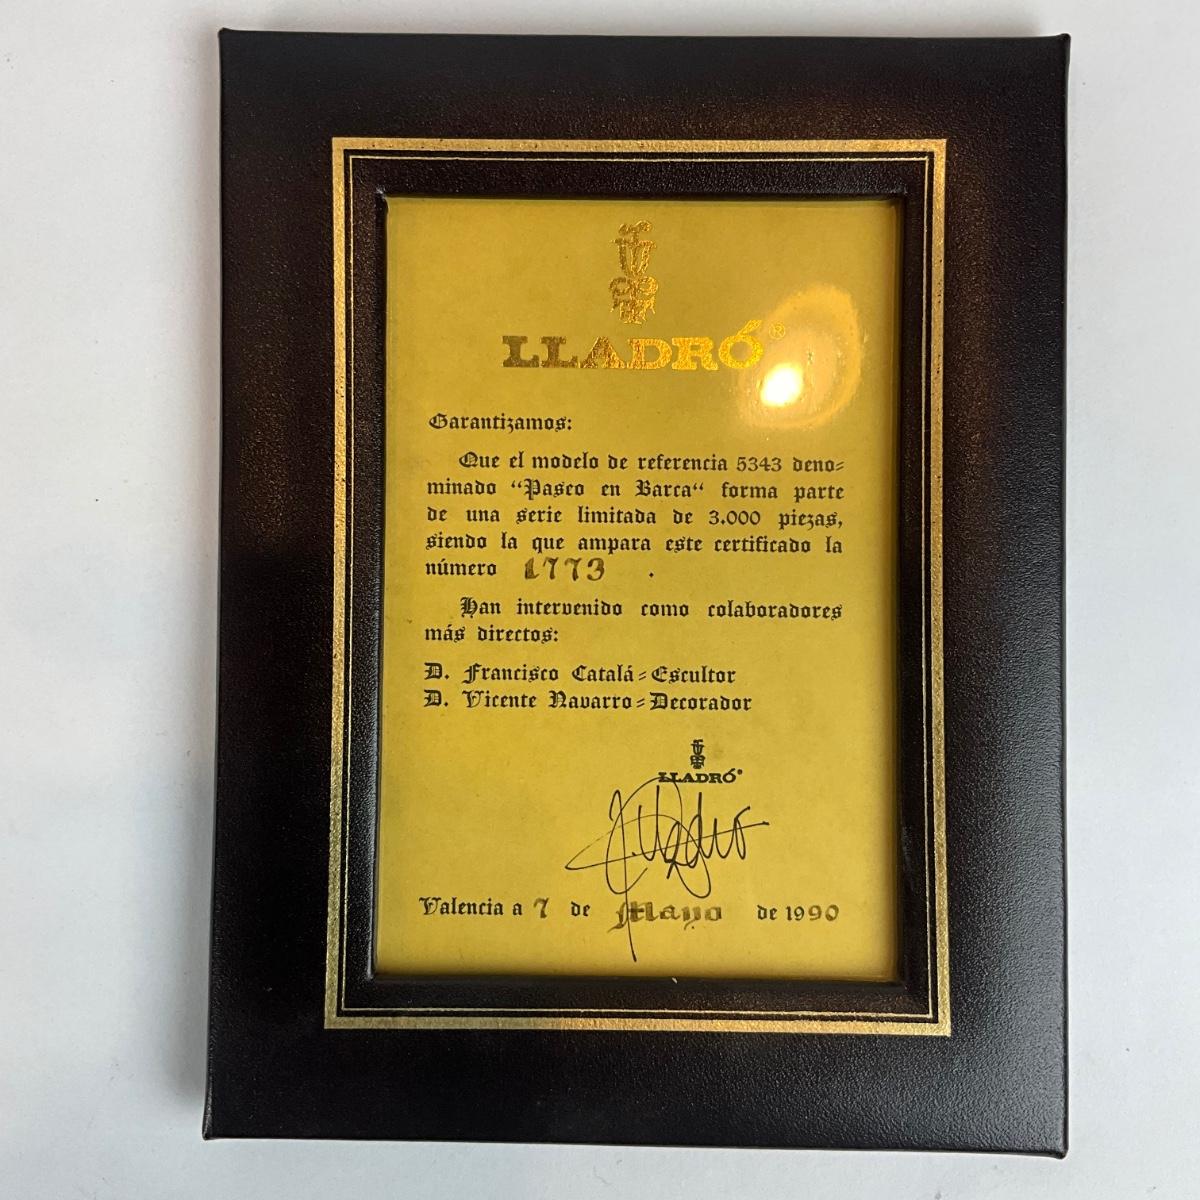 LLADRÓ®
Garantizamos:
Que el modelo de referencia 5343 deno=
minado “Paseo en Barca“ forma parte
de una serie limitada de 3.000 piezas,
siendo la que ampara este certificado la
número 1773 .
Han intervenido como colaboradores
más directos:
D. Francisco Catalá=Escultor
D. Vicente Navarro=Decorador
LLADRÓ®
Valencia a 7 de Mayo de 1990